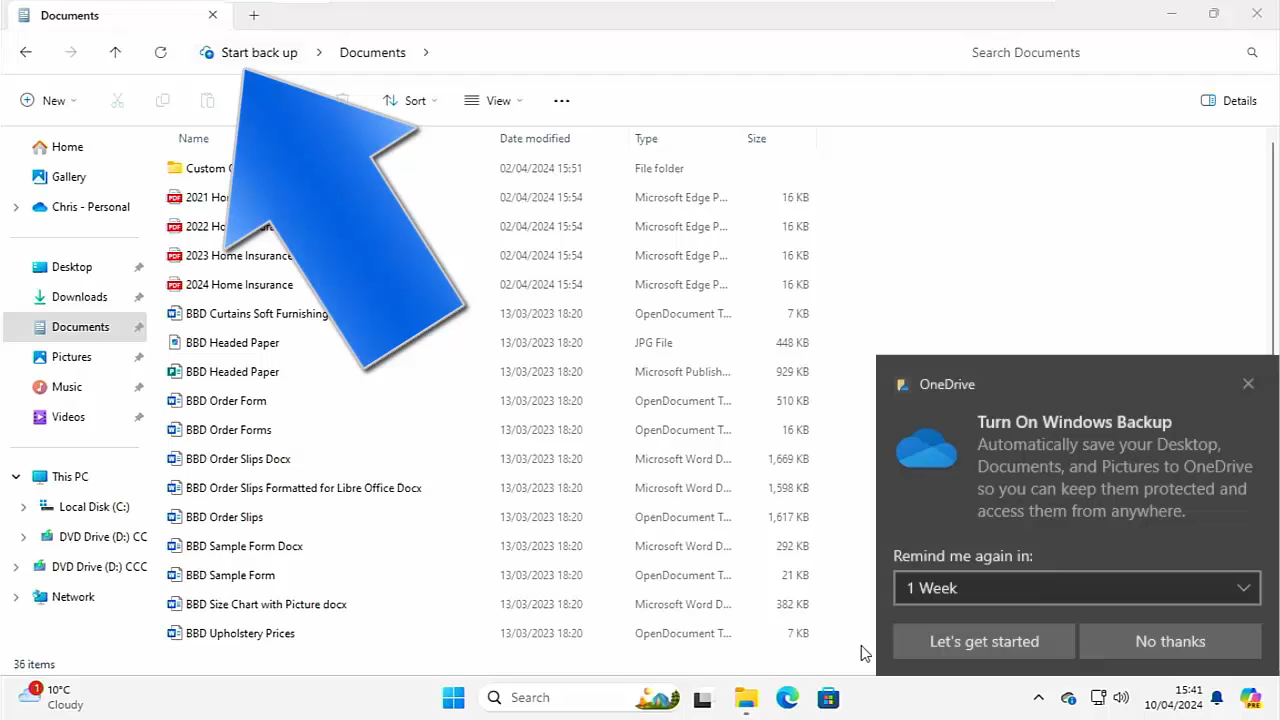 Documents
Start back up > Documents >
Search Documents
New
Sort
View
Details
Name Date modified Type Size
Home
Gallery
Chris - Personal
Desktop
Downloads
Documents
Pictures
Music
Videos
This PC
Local Disk (C:)
DVD Drive (D:) CC
DVD Drive (D:) CCC
Network
Custom 02/04/2024 15:51 File folder
PDF 2021 02/04/2024 15:54 Microsoft Edge P... 16 KB
PDF 2022 02/04/2024 15:54 Microsoft Edge P... 16 KB
PDF 2023 Home Insurance 02/04/2024 15:54 Microsoft Edge P... 16 KB
PDF 2024 Home Insurance 02/04/2024 15:54 Microsoft Edge P... 16 KB
BBD Curtains Soft Furnishing 13/03/2023 18:20 OpenDocument T... 7 KB
BBD Headed Paper 13/03/2023 18:20 JPG File 448 KB
BBD Headed Paper 13/03/2023 18:20 Microsoft Publish... 929 KB
BBD Order Form 13/03/2023 18:20 OpenDocument T... 510 KB
BBD Order Forms 13/03/2023 18:20 OpenDocument T... 16 KB
BBD Order Slips Docx 13/03/2023 18:20 Microsoft Word D... 1,669 KB
BBD Order Slips Formatted for Libre Office Docx 13/03/2023 18:20 Microsoft Word D... 1,598 KB
BBD Order Slips 13/03/2023 18:20 OpenDocument T... 1,617 KB
BBD Sample Form Docx 13/03/2023 18:20 Microsoft Word D... 292 KB
BBD Sample Form 13/03/2023 18:20 OpenDocument T... 21 KB
BBD Size Chart with Picture docx 13/03/2023 18:20 Microsoft Word D... 382 KB
BBD Upholstery Prices 13/03/2023 18:20 OpenDocument T... 7 KB
36 items
OneDrive
Turn On Windows Backup
Automatically save your Desktop,
Documents, and Pictures to OneDrive
so you can keep them protected and
access them from anywhere.
Remind me again in:
1 Week
Let's get started
No thanks
1
10°C
Cloudy
Search
15:41
10/04/2024
PRE